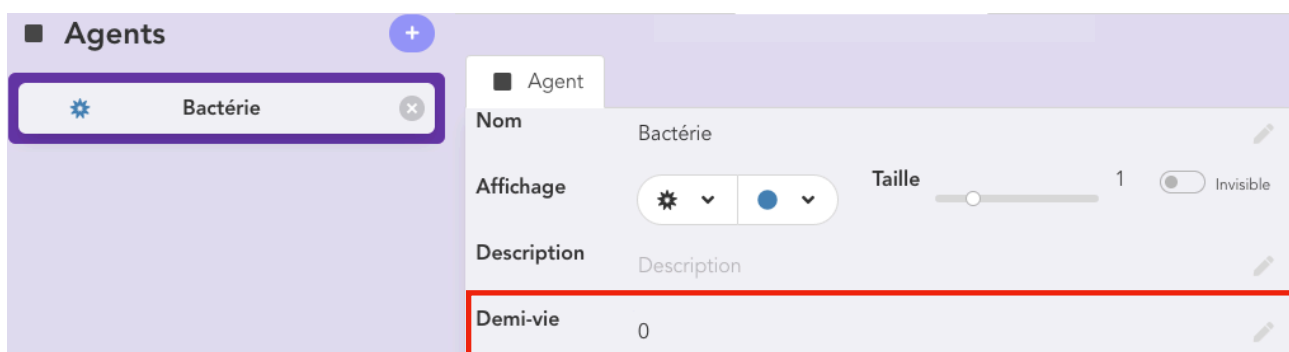 Agents
+
Bactérie
Agent
Nom
Bactérie
Affichage
Taille
1
Invisible
Description
Description
Demi-vie
0